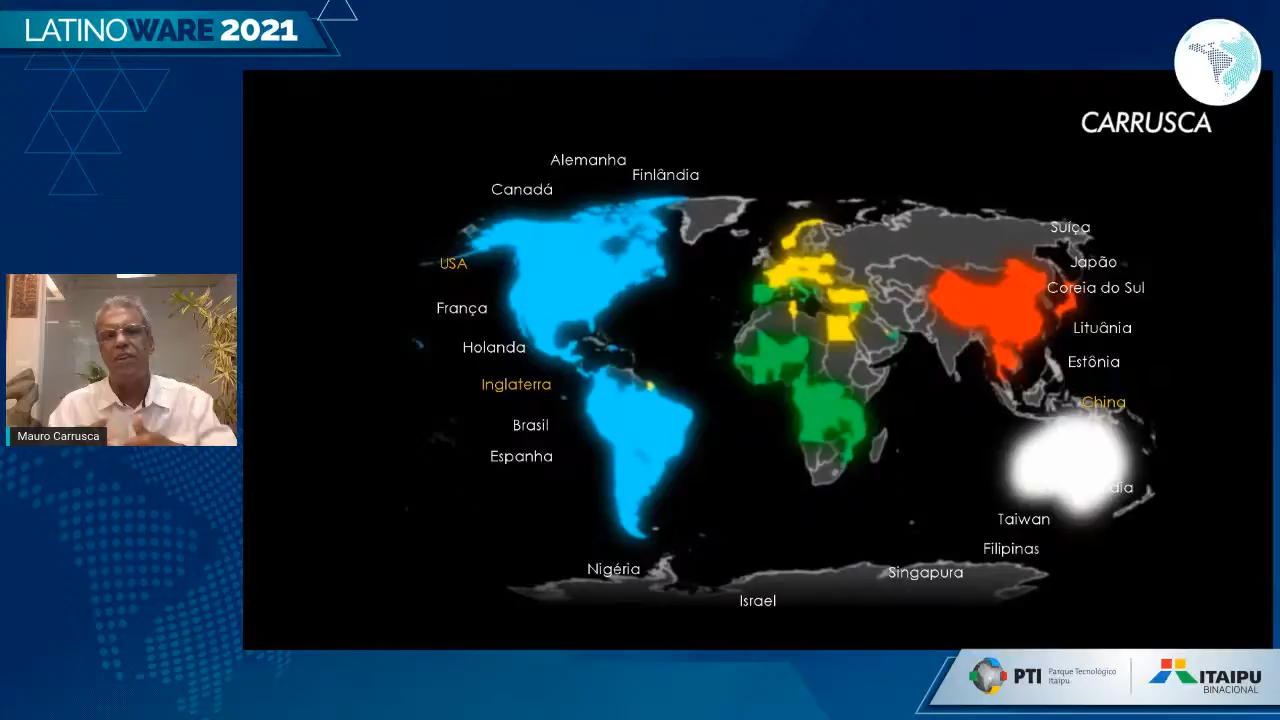 LATINOWARE 2021
CARRUSCA
Alemanha
Finlândia
Canadá
Suíça
USA
Japão
Coreia do Sul
França
Lituânia
Holanda
Estônia
Inglaterra
China
Brasil
Espanha
Taiwan
Filipinas
Nigéria
Singapura
Israel
Mauro Carrusca
PTI
Parque Tecnológico
Itaipu
ITAIPU
BINACIONAL